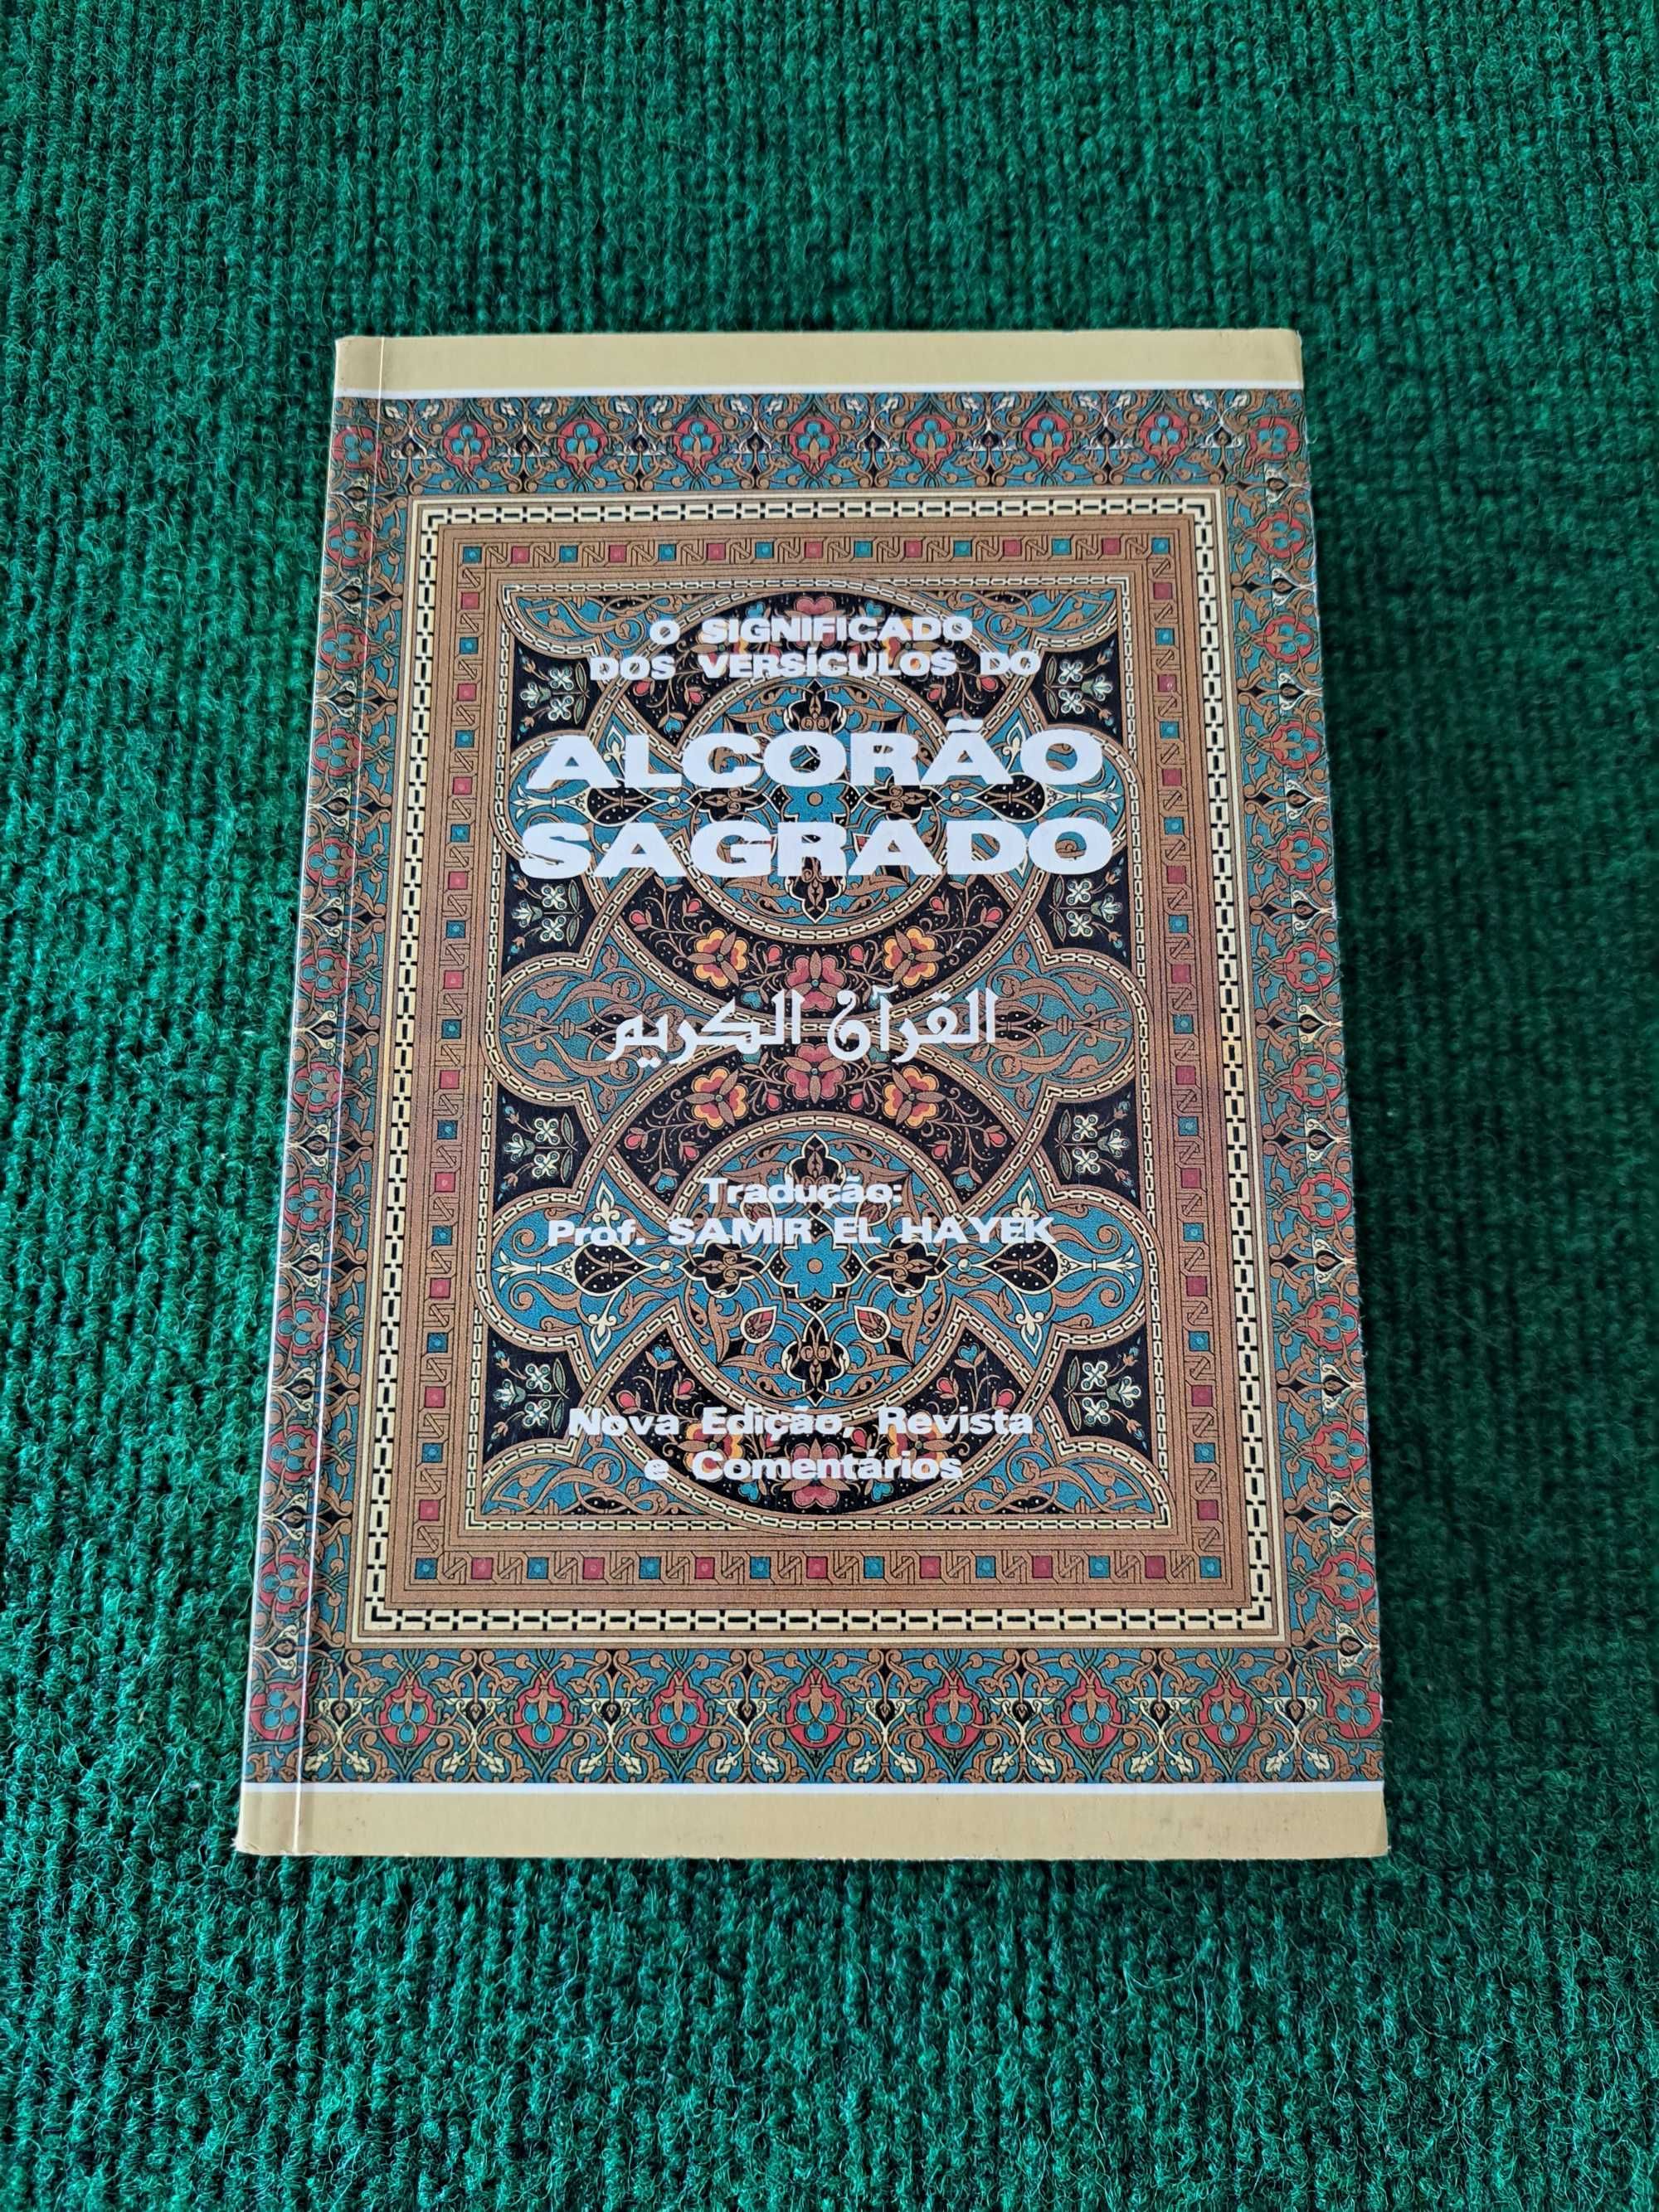 O SIGNIFICADO
DOS VERSÍCULOS DO
ALCORÃO
SAGRADO
القرآن الكريم
Tradução:
Prof. SAMIR EL HAYEK
Nova Edição, Revista
e Comentários